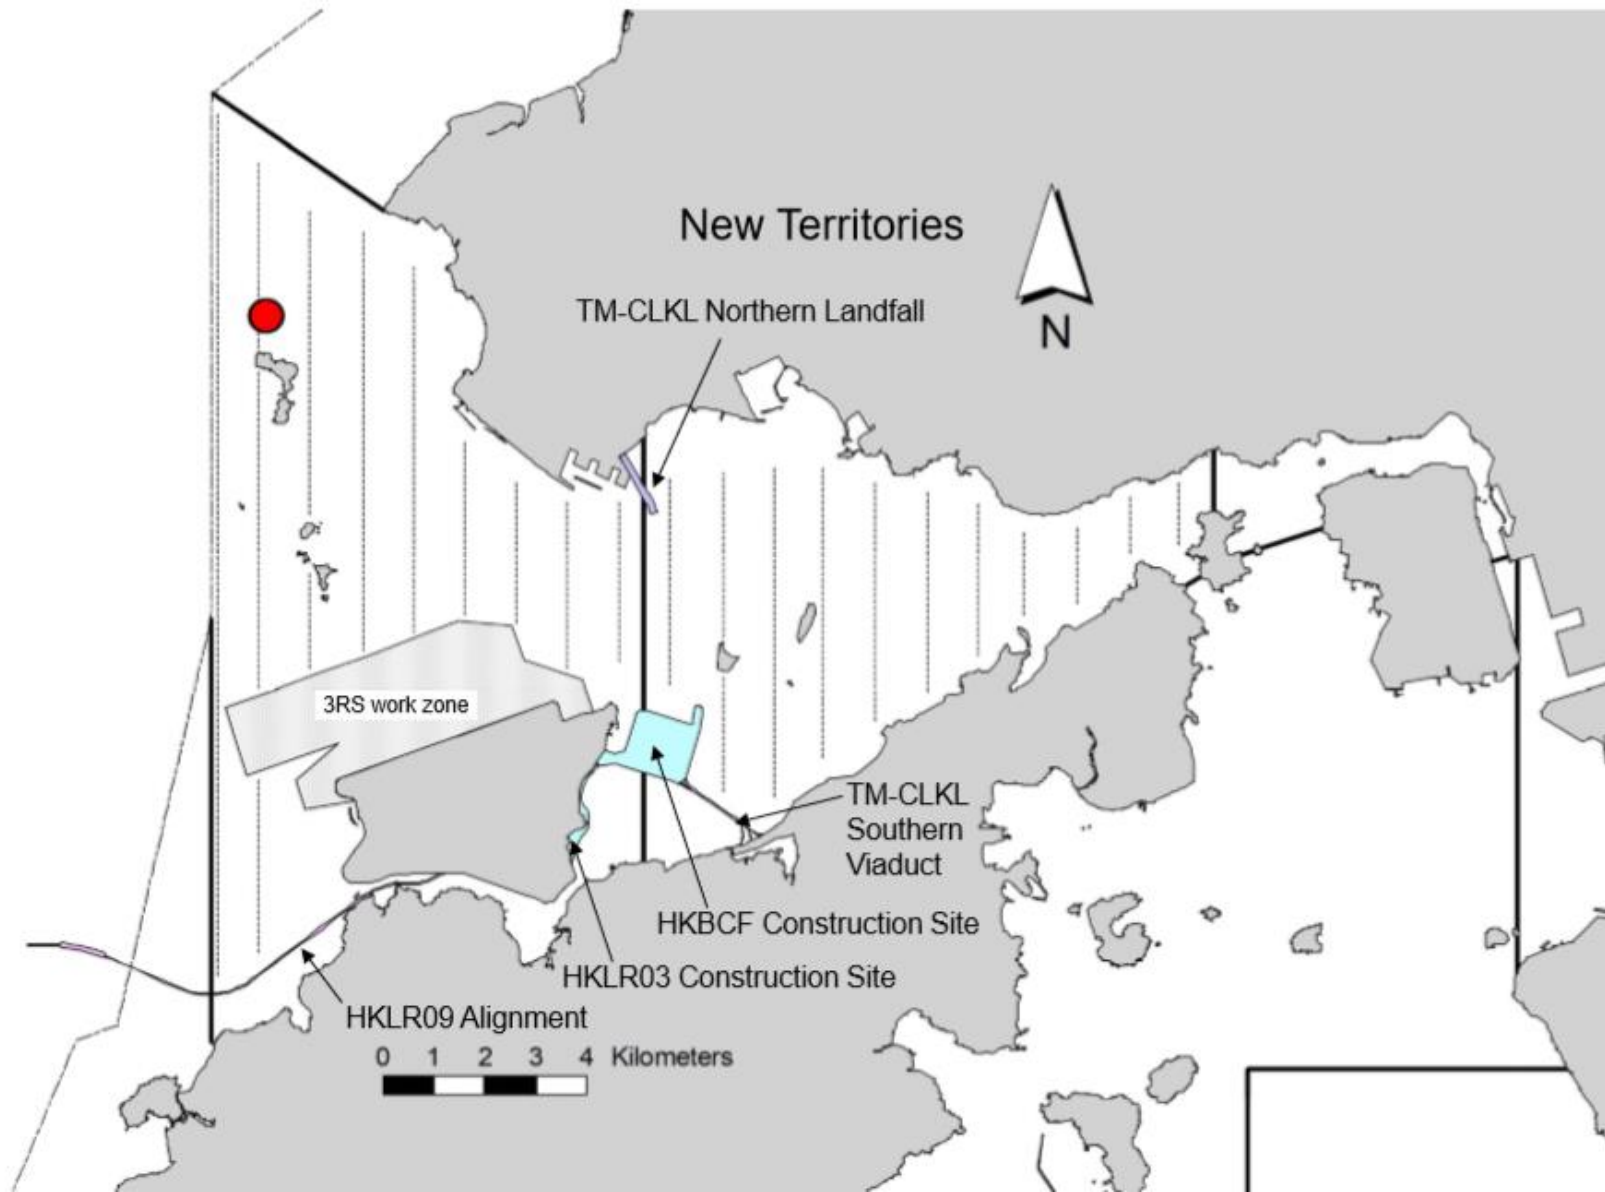 New Territories
N
TM-CLKL Northern Landfall
3RS work zone
TM-CLKL
Southern
Viaduct
HKBCF Construction Site
HKLR03 Construction Site
HKLR09 Alignment
0 1 2 3 4 Kilometers